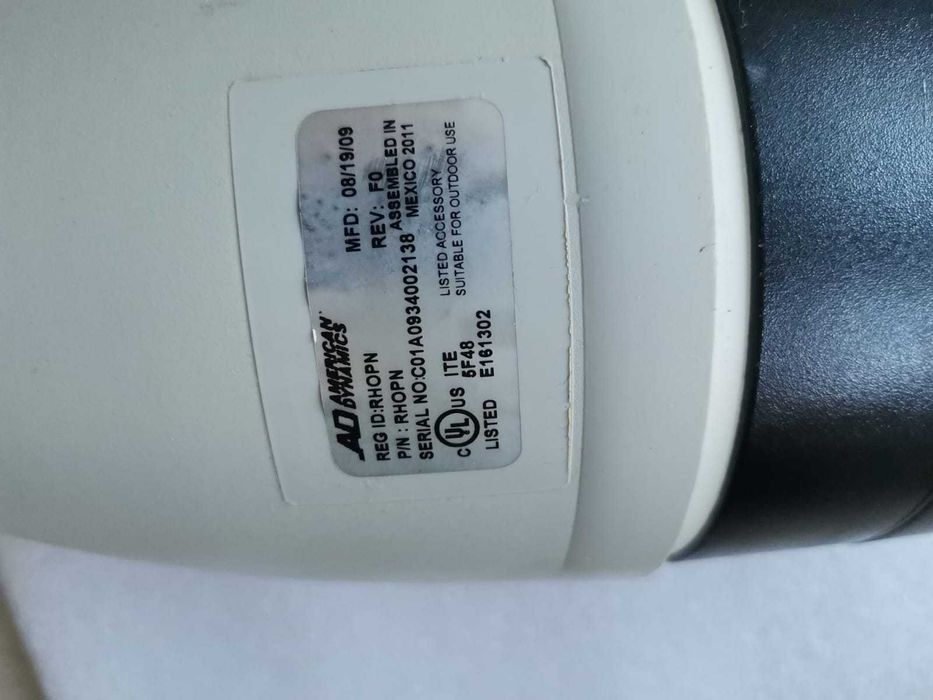 AD AMERICAN DYNAMICS
MFD: 08/19/09
REG ID:RHOPN
REV: F0
P/N : RHOPN
ASSEMBLED IN
SERIAL NO:C01A0934002138
MEXICO 2011
C UL US
ITE
5F48
LISTED E161302
LISTED ACCESSORY
SUITABLE FOR OUTDOOR USE